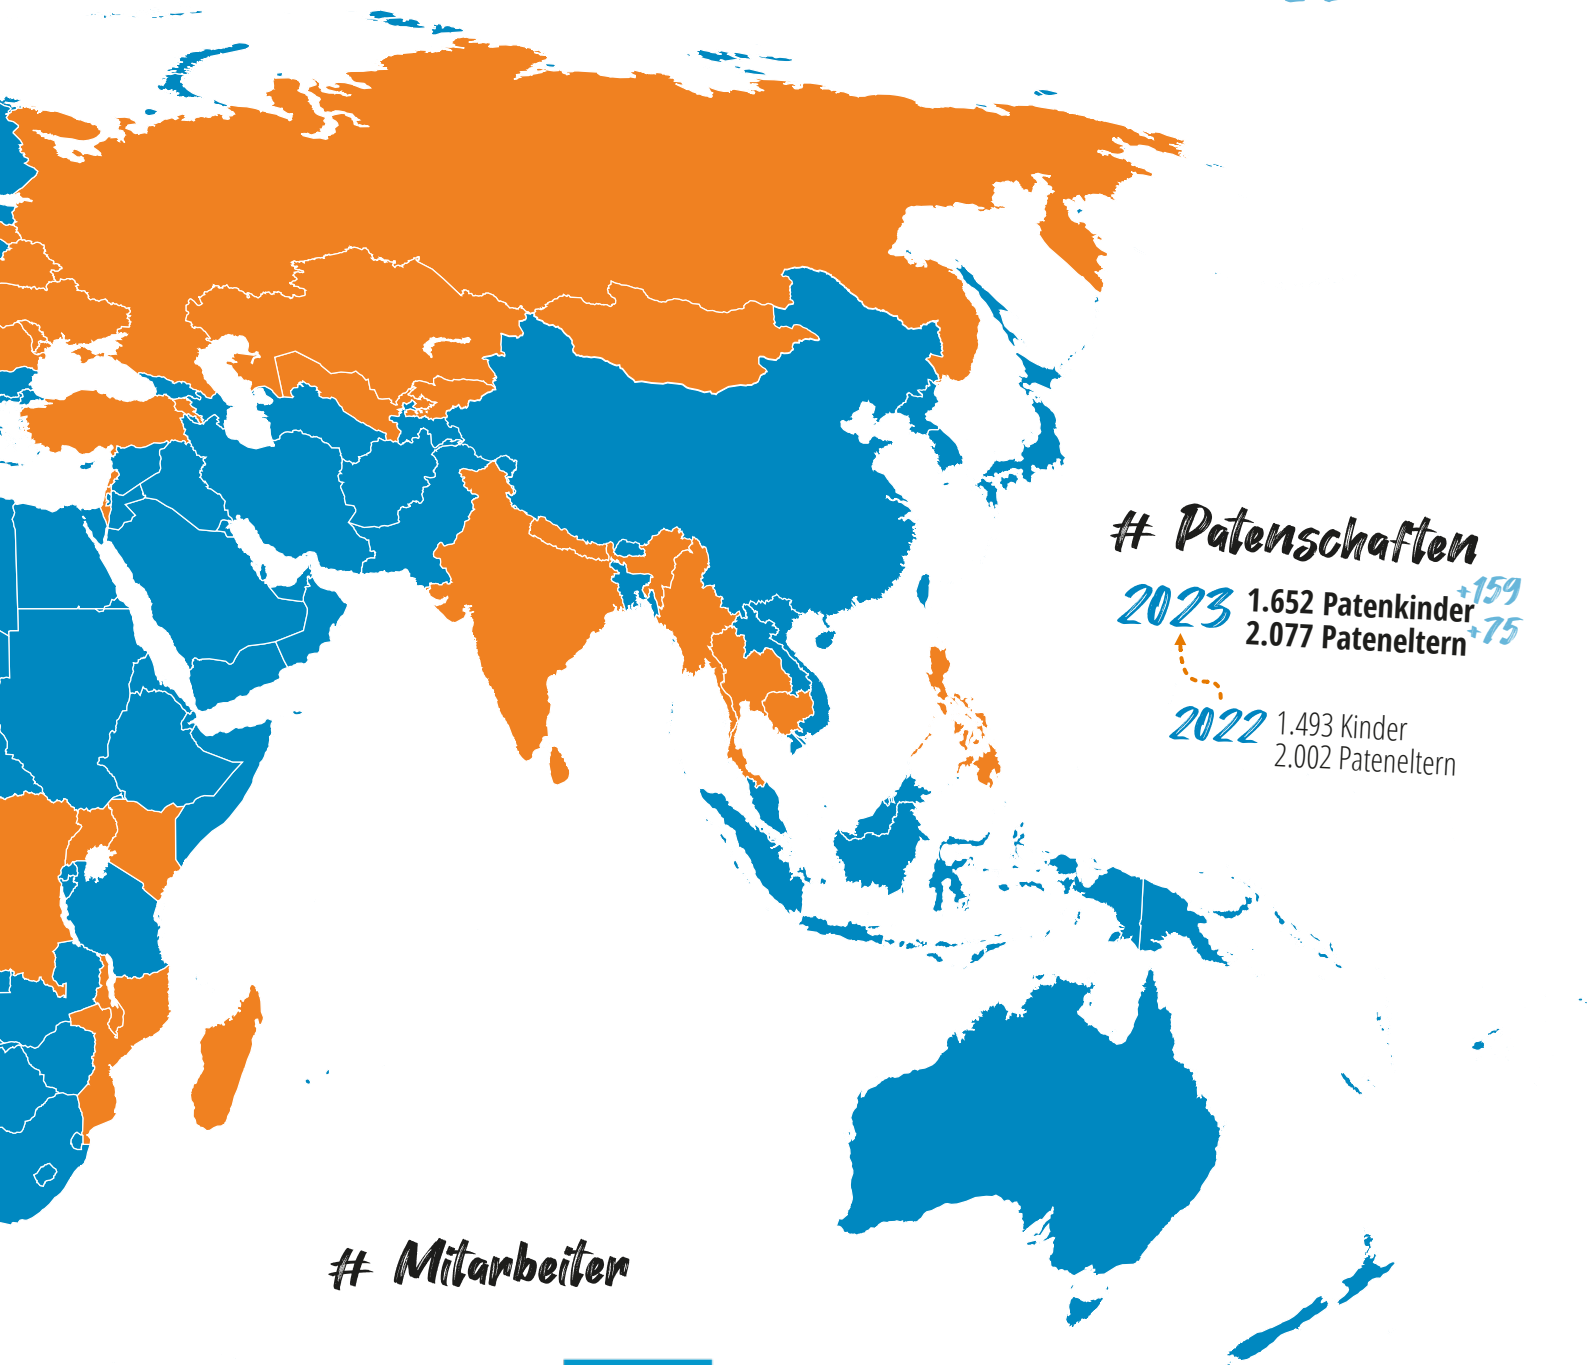 # Patenschaften
2023 1.652 Patenkinder +159
2.077 Pateneltern +75
2022 1.493 Kinder
2.002 Pateneltern
# Mitarbeiter